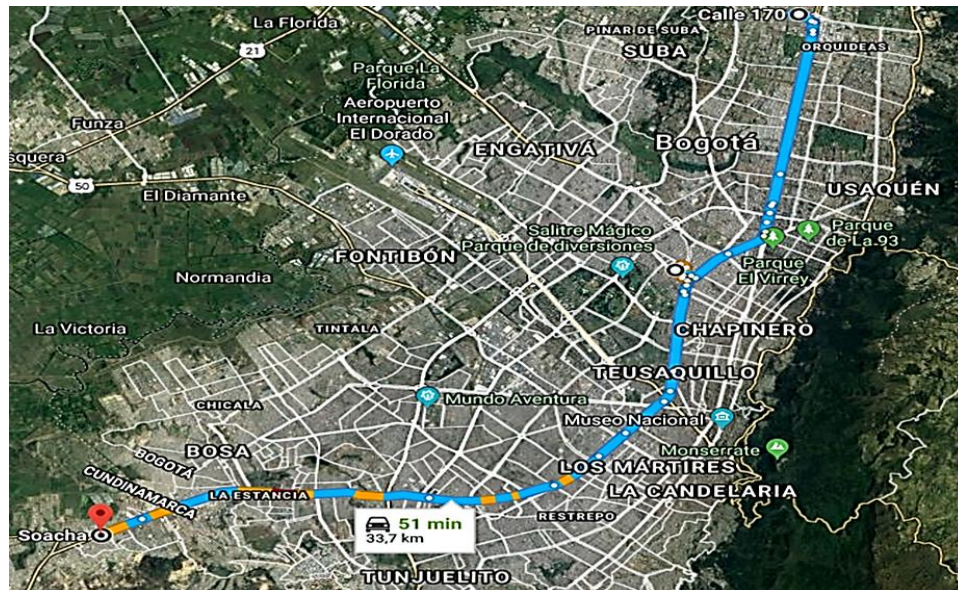 Calle 170
La Florida
PINAR DE SUBA
SUBA
ORQUIDEAS
21
Parque La
Florida
Aeropuerto
Internacional
El Dorado
Funza
squera
ENGATIVÁ
Bogotá
50
El Diamante
USAQUÉN
Salitre Mágico
Parque de diversiones
Parque
de La 93
FONTIBÓN
Parque
El Virrey
Normandia
La Victoria
TINTALA
CHAPINERO
TEUSAQUILLO
CHICALA
Mundo Aventura
Museo Nacional
BOSA
Monserrate
BOGOTÁ
CUNDINAMARCA
LOS MÁRTIRES
LA ESTANCIA
LA CANDELARIA
RESTREPO
Soacha
51 min
33,7 km
TUNJUELITO